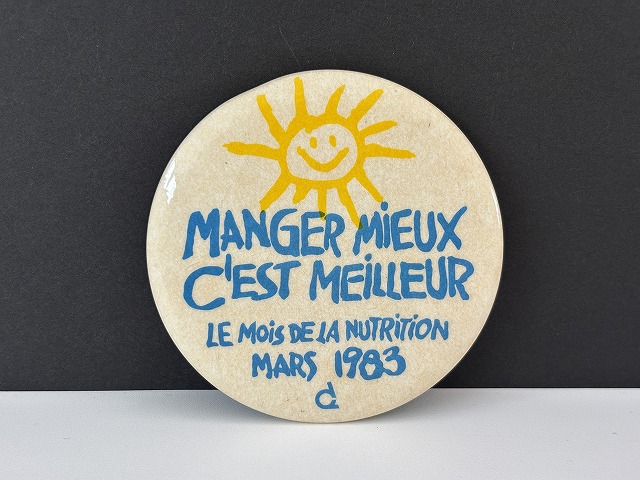 MANGER MiEUX
C'EST MEiLLEUR
LE MOiS DE LA NUTRiTiON
MARS 1983